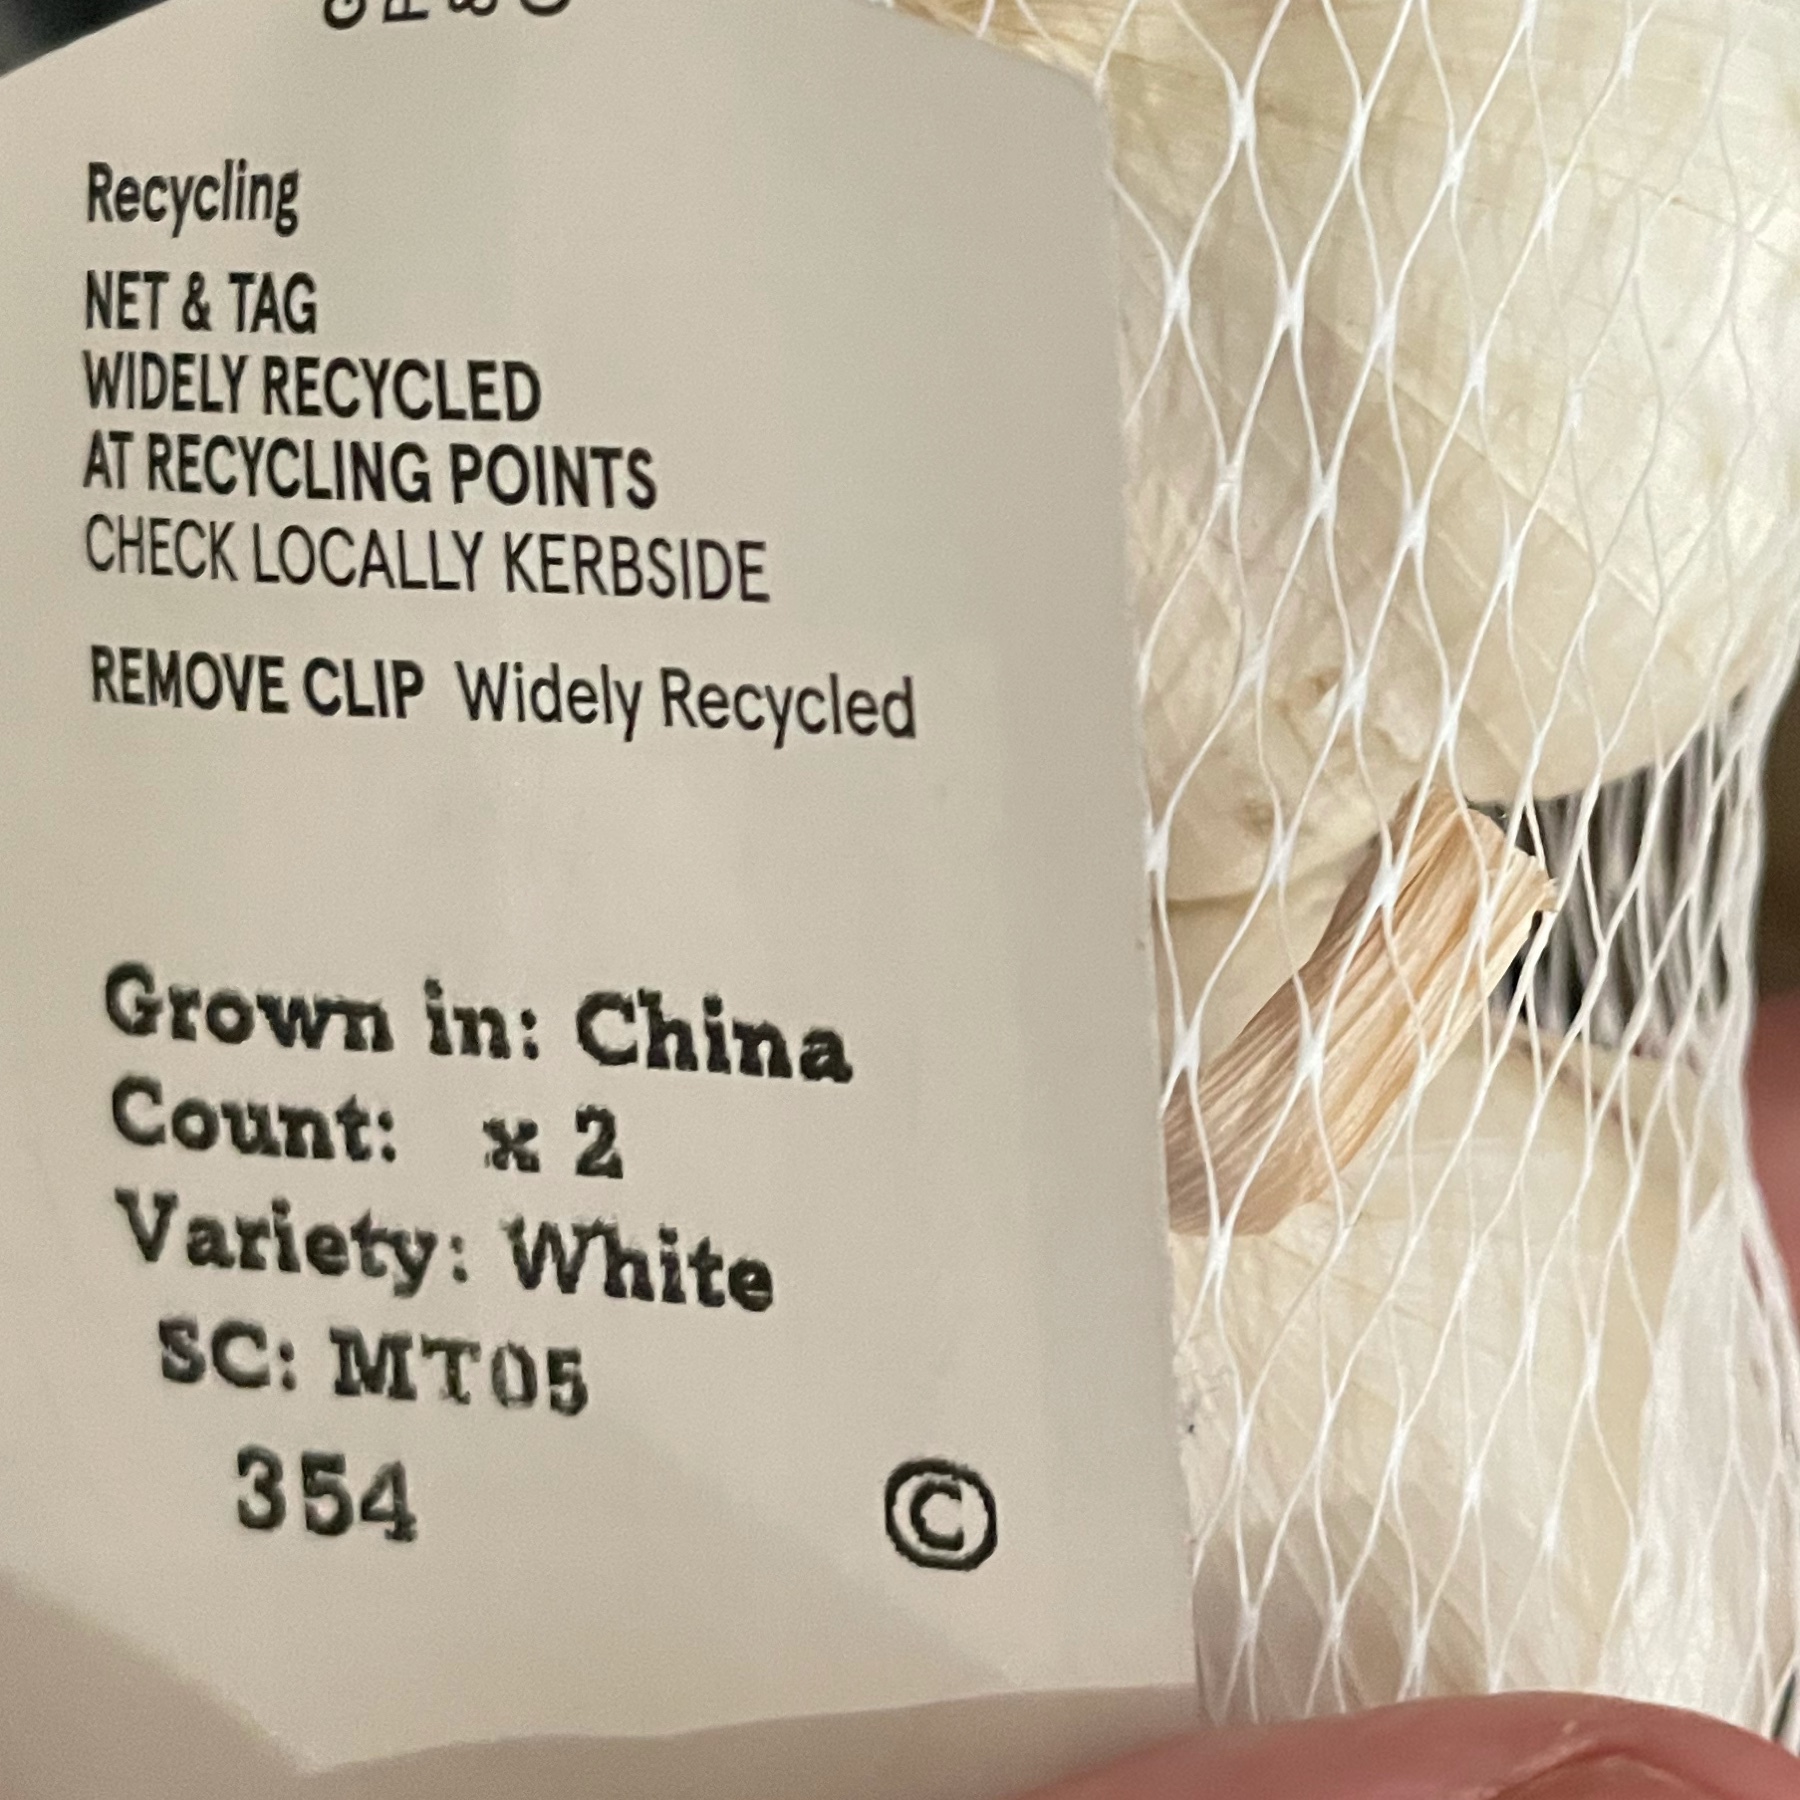 Recycling
NET & TAG
WIDELY RECYCLED
AT RECYCLING POINTS
CHECK LOCALLY KERBSIDE
REMOVE CLIP Widely Recycled
Grown in: China
Count: x 2
Variety: White
SC: MT05
354
©